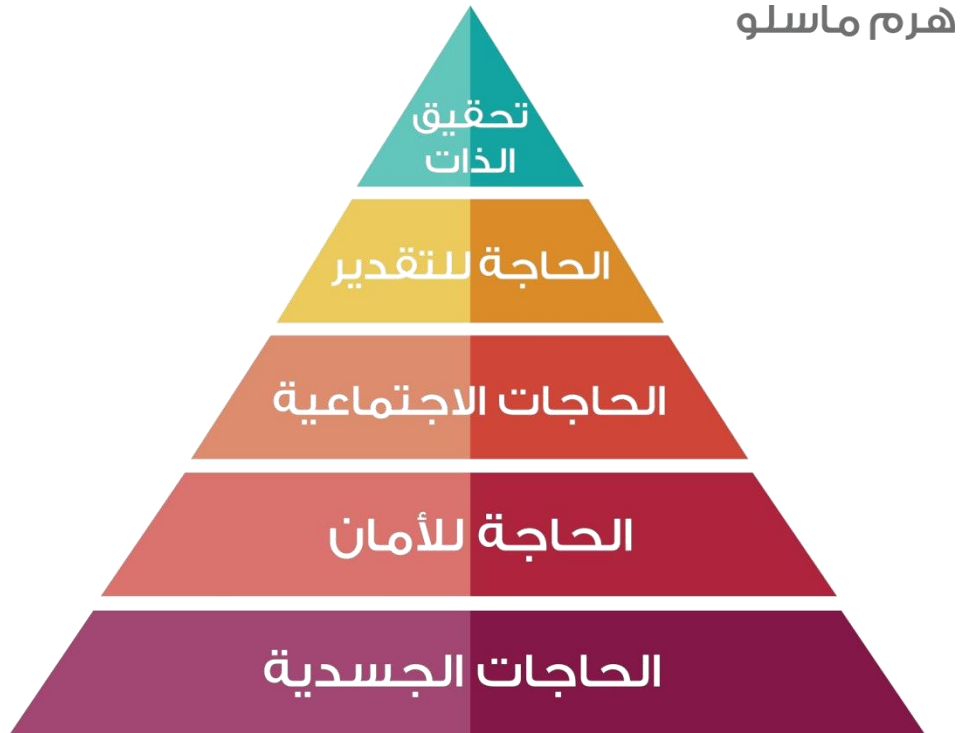 هرم ماسلو
تحقيق
الذات
الحاجة للتقدير
الحاجات الاجتماعية
الحاجة للأمان
الحاجات الجسدية